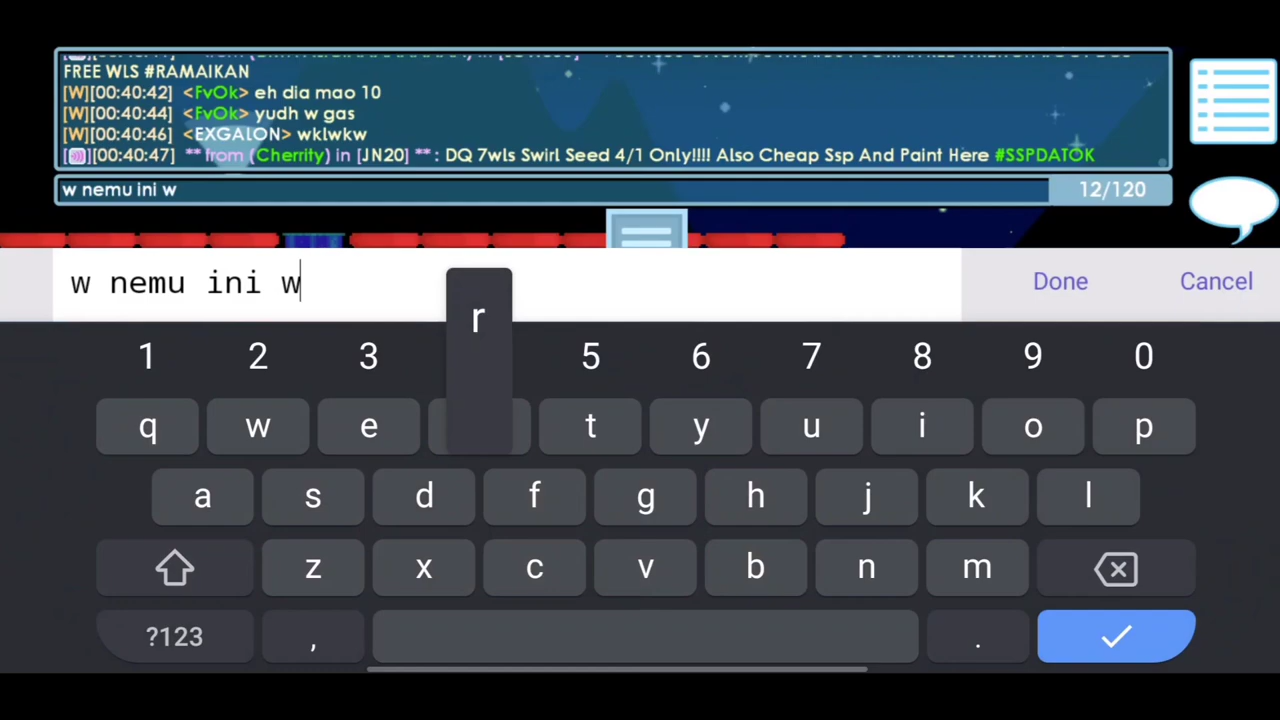 FREE WLS #RAMAIKAN
[W][00:40:42] <FvOk> eh dia mao 10
[W][00:40:44] <FvOk> yudh w gas
[W][00:40:46] <EXGALON> wklwkw
[00:40:47] ** from (Cherrity) in [JN20] ** : DQ 7wls Swirl Seed 4/1 Only!!!! Also Cheap Ssp And Paint Here #SSPDATOK
w nemu ini w 12/120
w nemu ini w Done Cancel
r
1 2 3 5 6 7 8 9 0
q w e t y u i o p
a s d f g h j k l
z x c v b n m
?123 , .